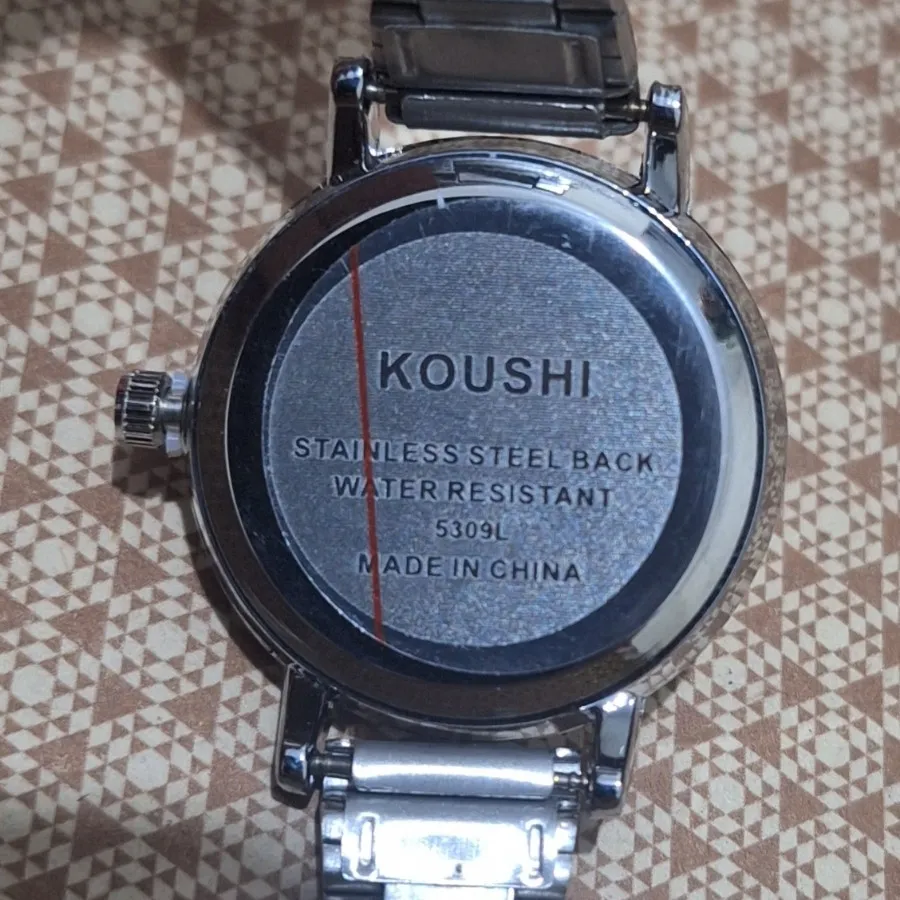 KOUSHI
STAINLESS STEEL BACK
WATER RESISTANT
5309L
MADE IN CHINA